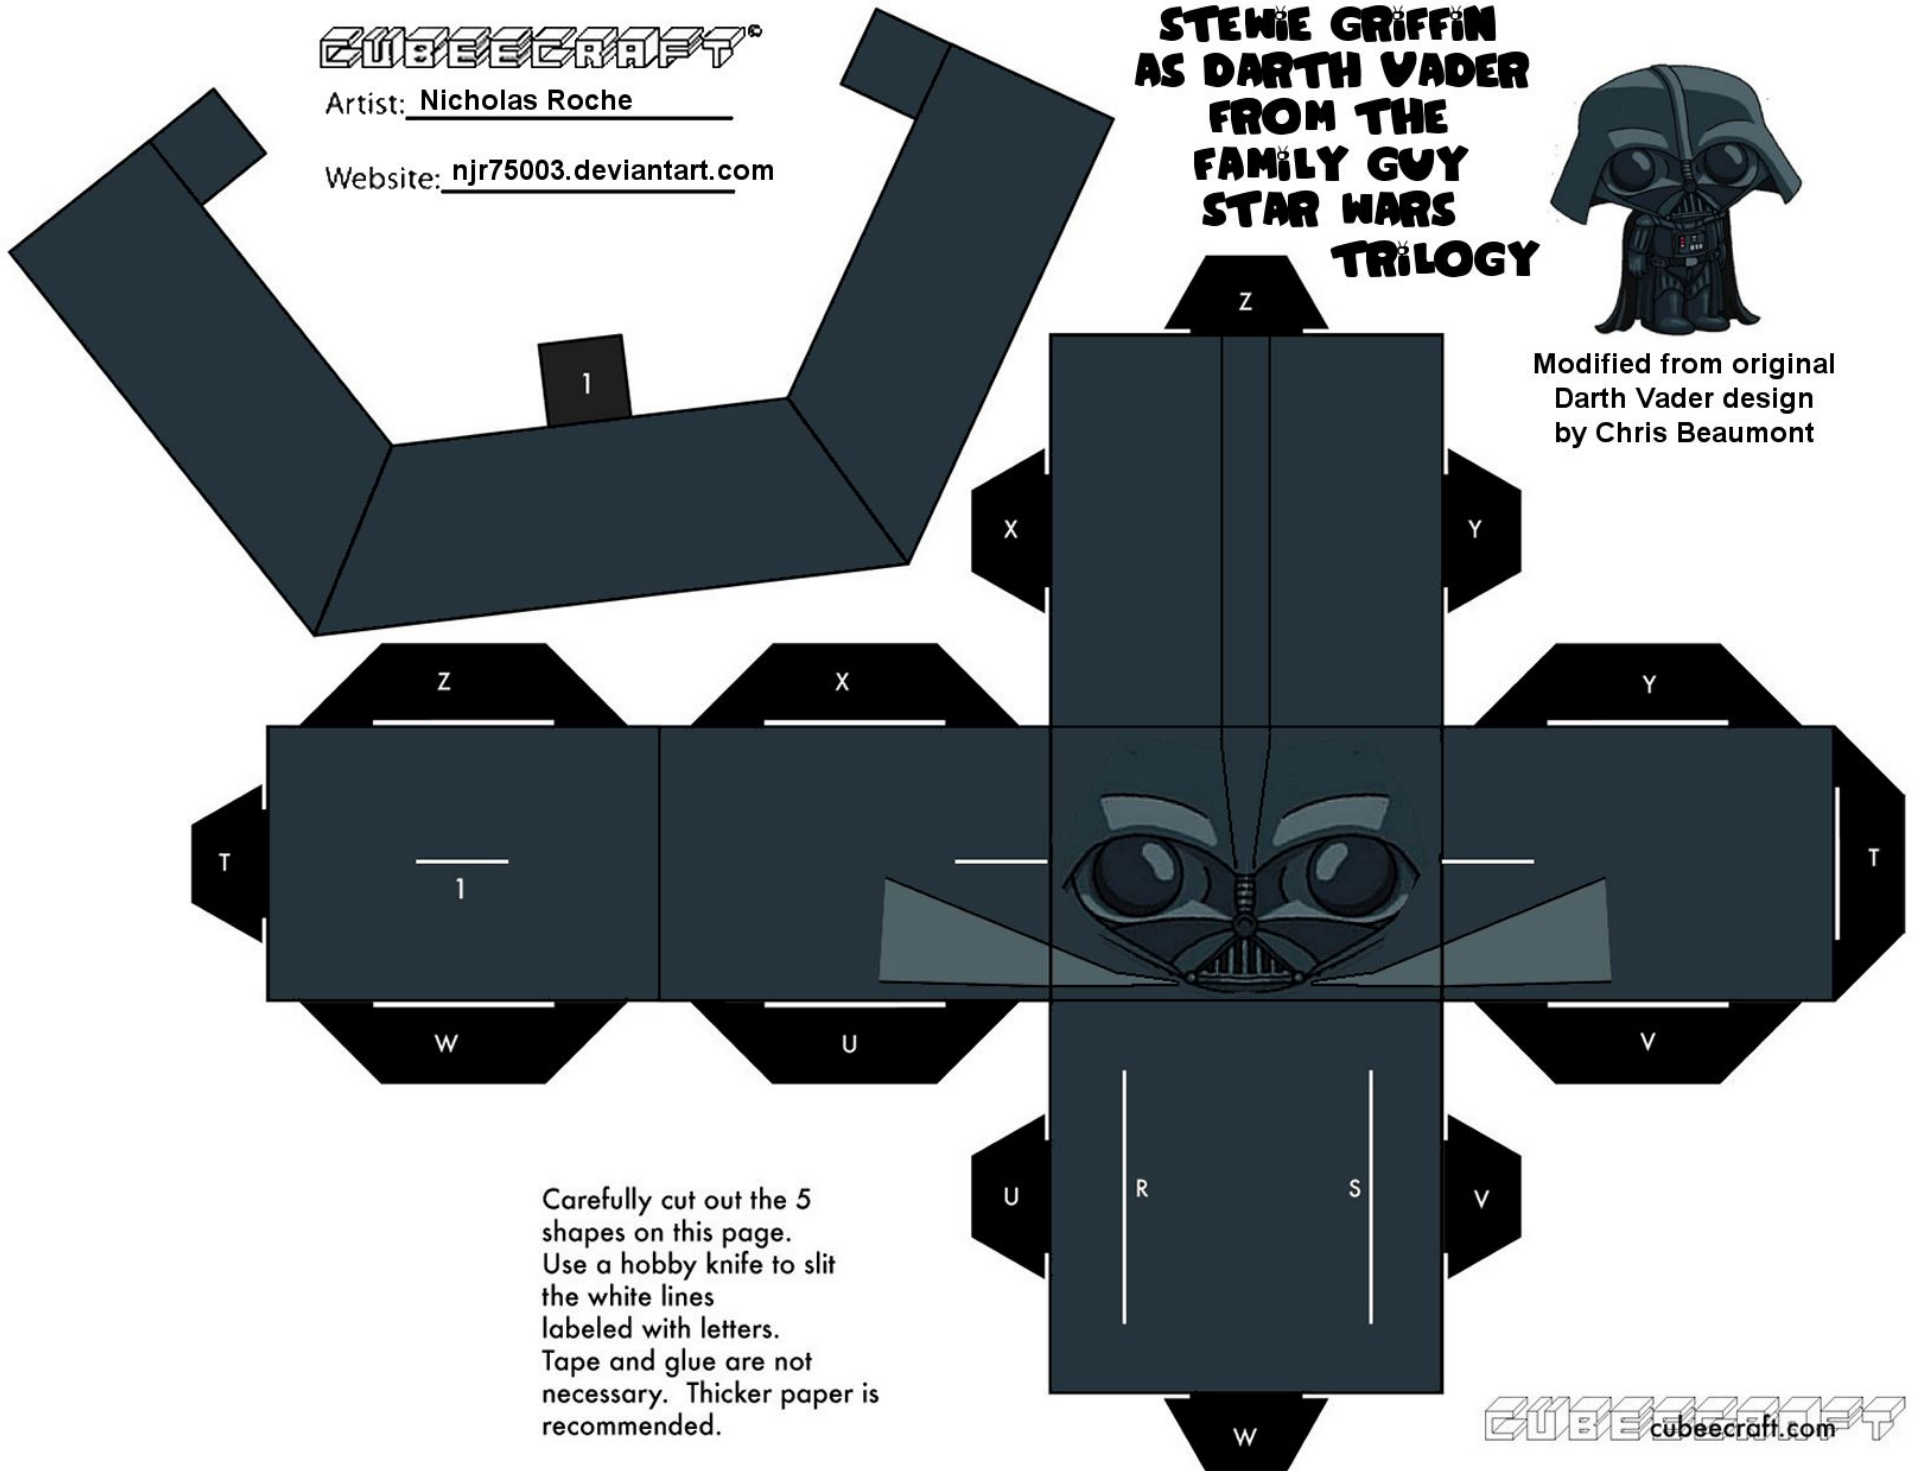 CUBEECRAFT©
Artist: Nicholas Roche
Website: njr75003.deviantart.com
STEWIE GRIFFIN
AS DARTH VADER
FROM THE
FAMILY GUY
STAR WARS
TRILOGY
Modified from original
Darth Vader design
by Chris Beaumont
1
Z
X
Y
Z
X
Y
T
1
T
W
U
V
U
R
S
V
W
Carefully cut out the 5
shapes on this page.
Use a hobby knife to slit
the white lines
labeled with letters.
Tape and glue are not
necessary. Thicker paper is
recommended.
CUBEECRAFT
cubeecraft.com